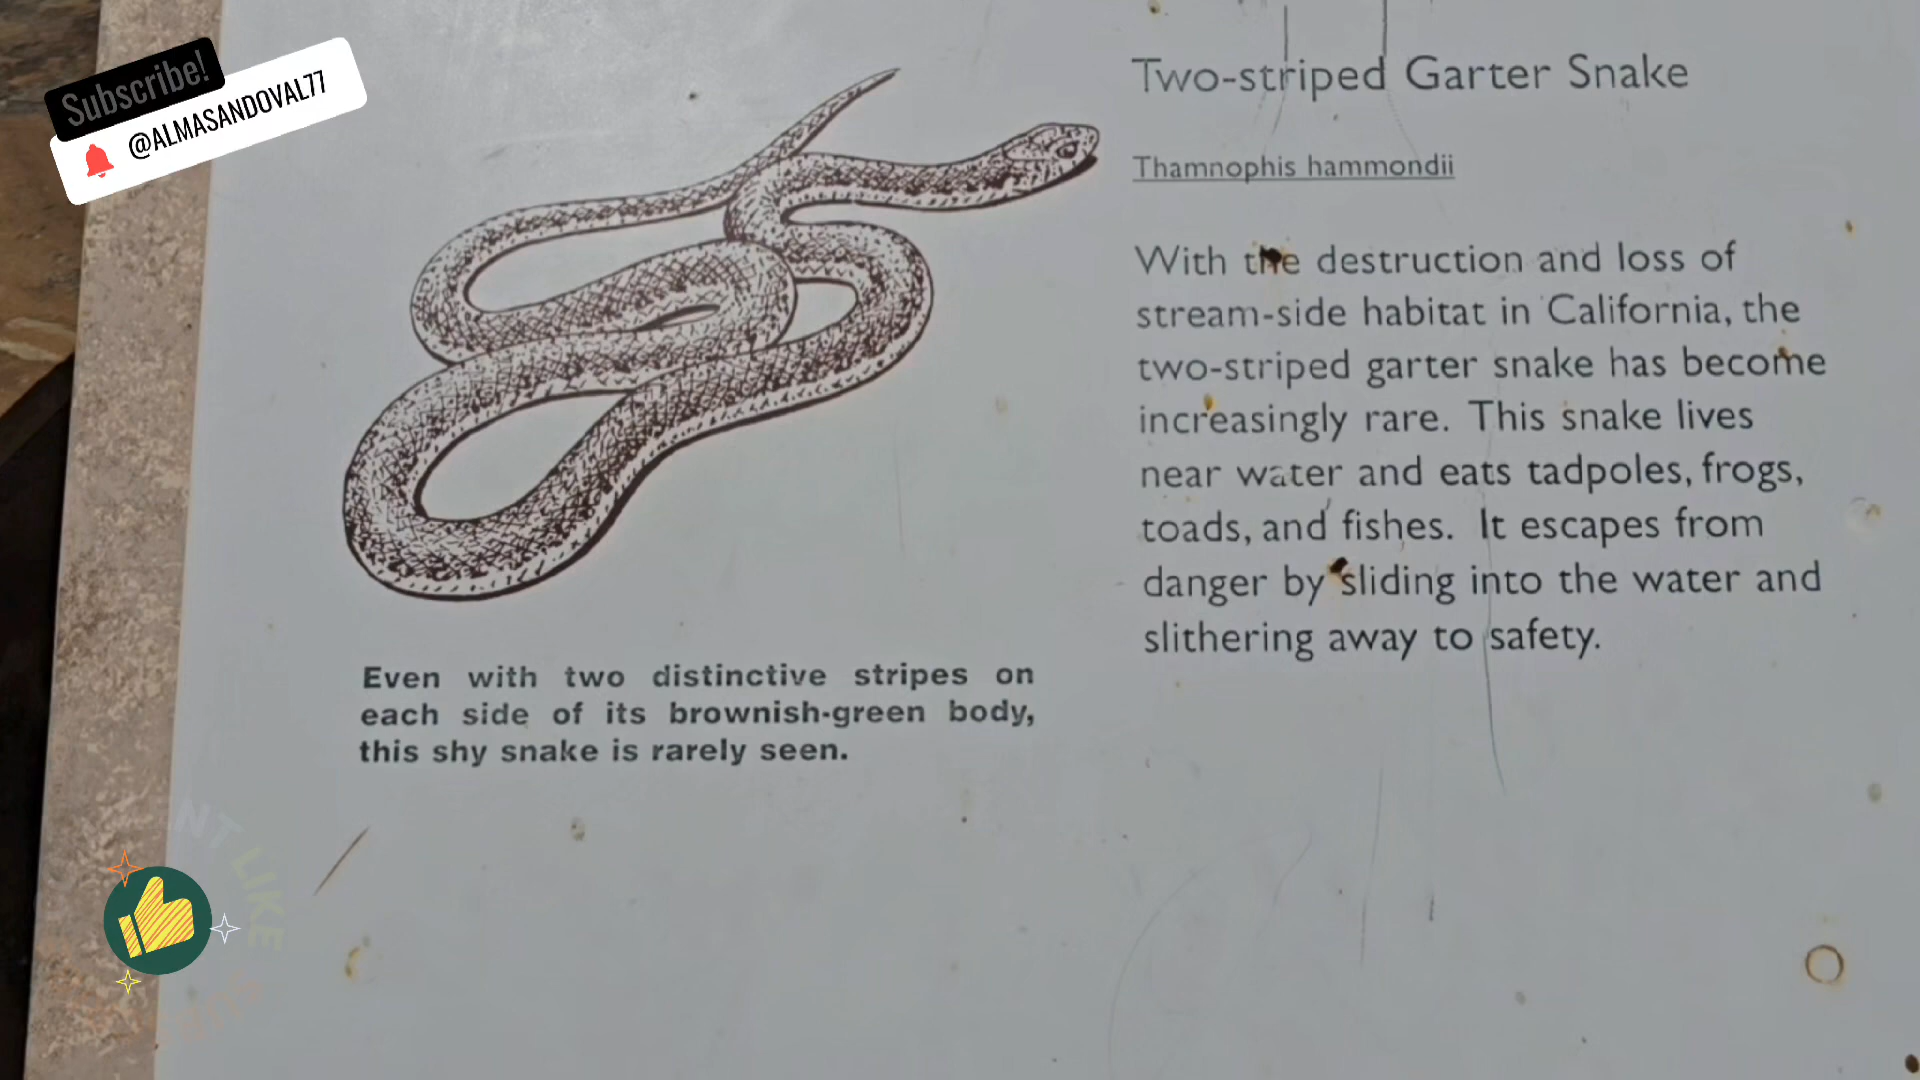 Subscribe!
@ALMASANDOVAL77
Two-striped Garter Snake
Thamnophis hammondii
With the destruction and loss of
stream-side habitat in California, the
two-striped garter snake has become
increasingly rare. This snake lives
near water and eats tadpoles, frogs,
toads, and fishes. It escapes from
danger by sliding into the water and
slithering away to safety.
Even with two distinctive stripes on
each side of its brownish-green body,
this shy snake is rarely seen.
LIKE